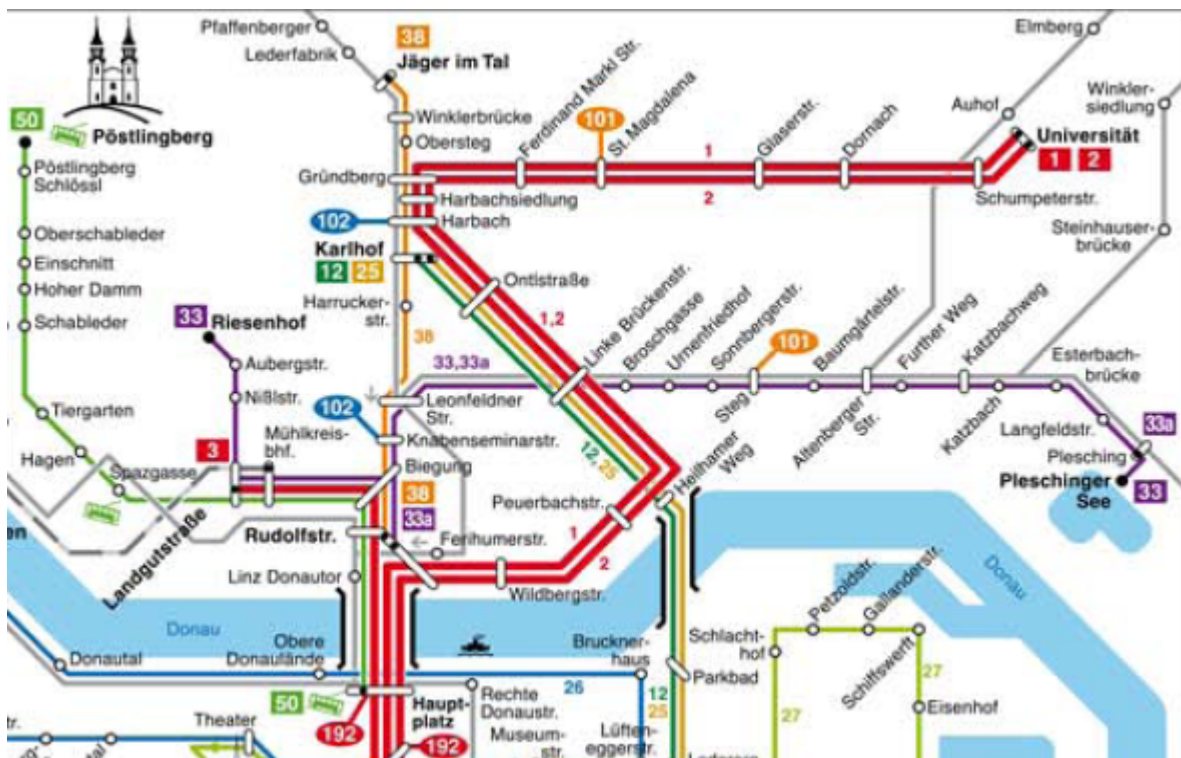 Pfaffenberger
Lederfabrik
38
Jäger im Tal
Winklerbrücke
Obersteg
Ferdinand Markl Str.
101
St. Magdalena
Glaserstr.
Dornach
Elmberg
Auhof
Winkler-
siedlung
Universität
1 2
50
Pöstlingberg
Pöstlingberg
Schlössl
Oberschableder
Einschnitt
Hoher Damm
Schableder
Tiergarten
Hagen
Spazgasse
1
2
Gründberg
Harbachsiedlung
102
Harbach
Schumpeterstr.
Steinhauser-
brücke
Karlhof
12 25
Ontlstraße
Harrucker-
str.
1,2
38
33
Riesenhof
Aubergstr.
Nißlstr.
3
Mühlkreis-
bhf.
33,33a
Linke Brückenstr.
Broschgasse
Urnenfriedhof
Sonnbergerstr.
101
Steg
Baumgärtelstr.
Altenberger
Str.
Further Weg
Katzbachweg
Katzbach
Esterbach-
brücke
Langfeldstr.
33a
Plesching
Pleschinger
See
33
Leonfeldner
Str.
102
Knabenseminarstr.
Biegung
38
33a
12, 25
Heilhamer
Weg
Peuerbachstr.
1
2
en
Landgutstraße
Rudolfstr.
Ferihumerstr.
Linz Donautor
Wildbergstr.
Donau
Donau
Donautal
Obere
Donaulände
Bruckner-
haus
Schlacht-
hof
Petzoldstr.
Gallanderstr.
Schiffswerft
27
Parkbad
26
12
25
27
Eisenhof
50
Haupt-
platz
Rechte
Donaustr.
192
192
Theater
Museum-
str.
Lüften-
eggerstr.
tr.